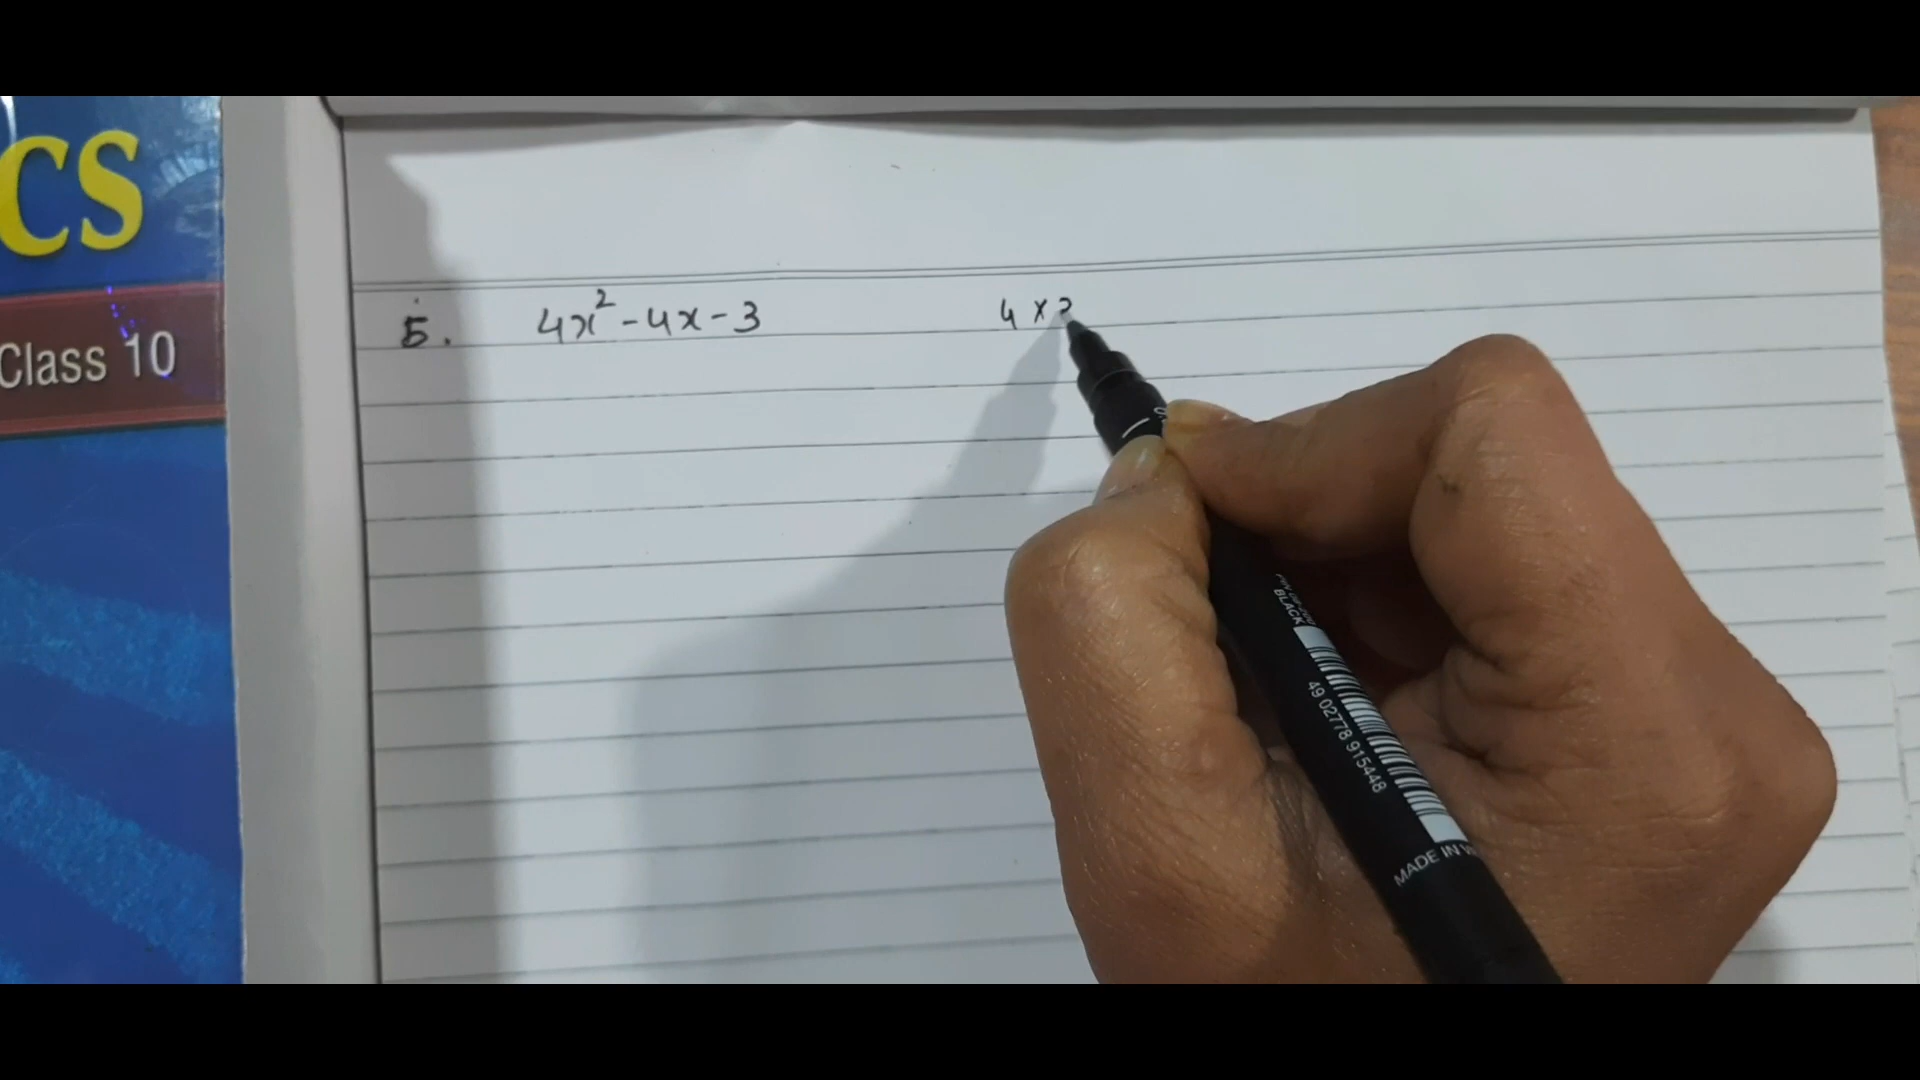 CS
Class 10
5. 4x² - 4x - 3 4 × 3
BLACK
49 02778 915448
MADE IN